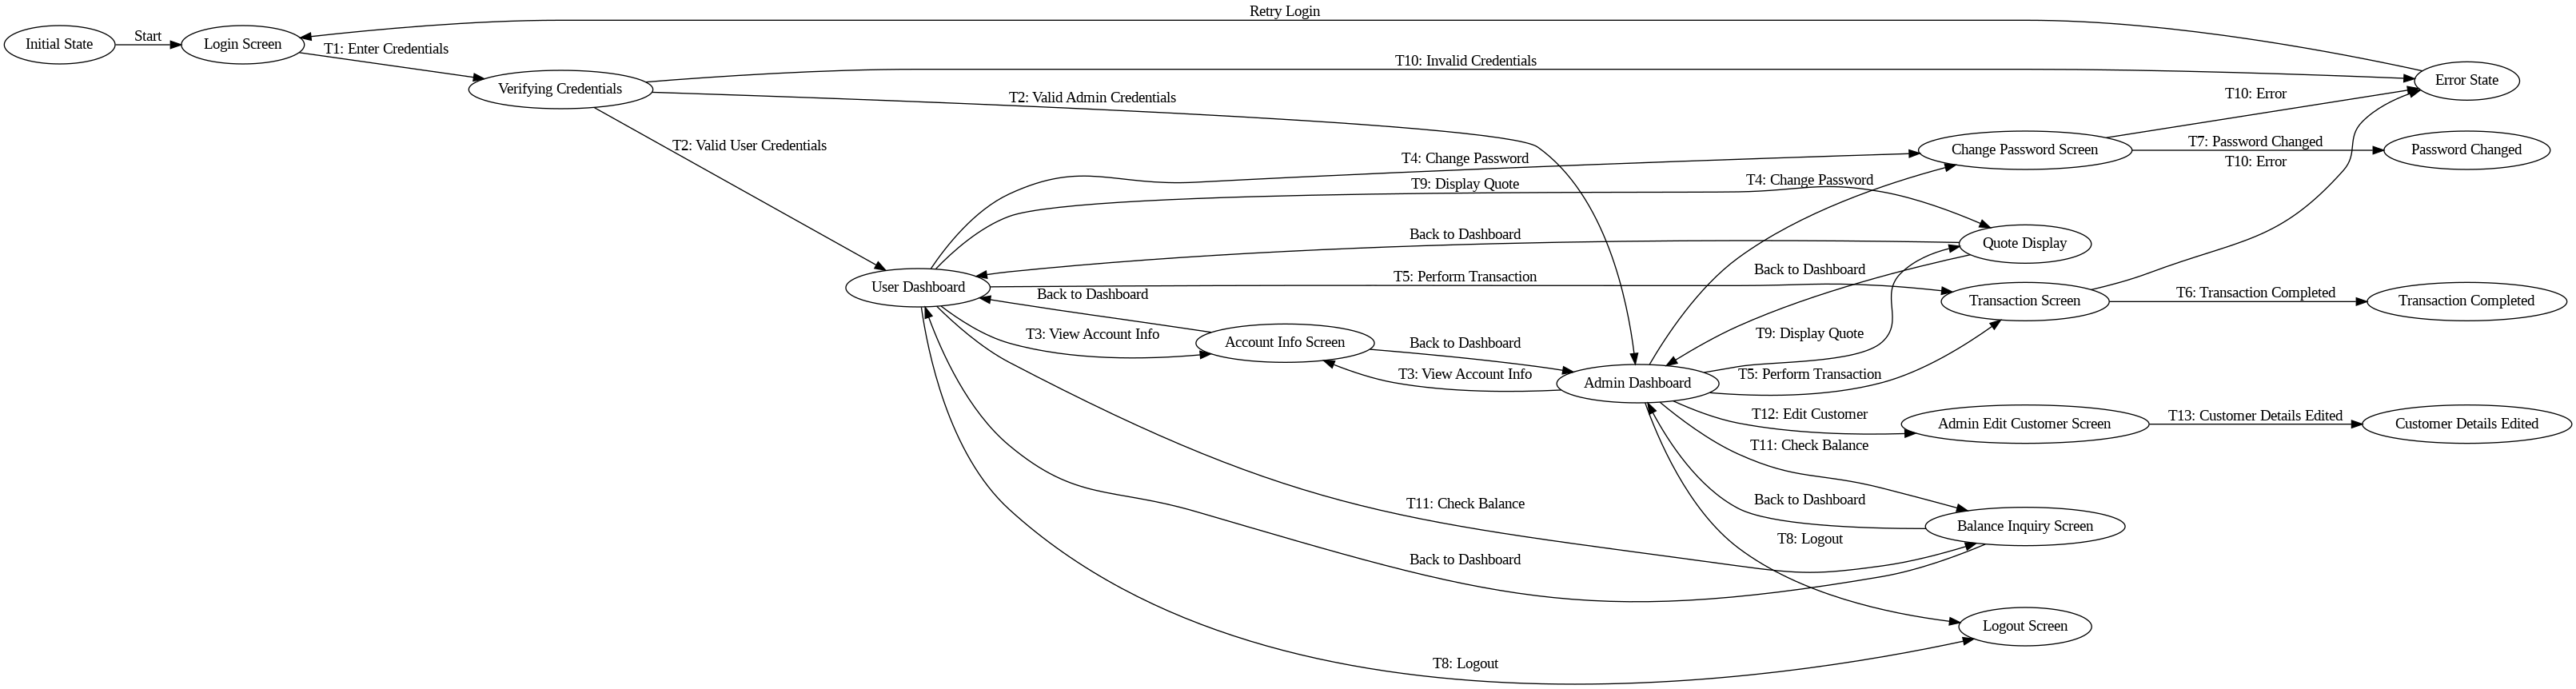 Retry Login
Initial State
Start
Login Screen
T1: Enter Credentials
Verifying Credentials
T10: Invalid Credentials
Error State
T2: Valid Admin Credentials
T10: Error
T2: Valid User Credentials
T4: Change Password
Change Password Screen
T7: Password Changed
Password Changed
T10: Error
T9: Display Quote
T4: Change Password
Back to Dashboard
Quote Display
User Dashboard
T5: Perform Transaction
Back to Dashboard
Back to Dashboard
Transaction Screen
T6: Transaction Completed
Transaction Completed
T3: View Account Info
Account Info Screen
Back to Dashboard
T9: Display Quote
T3: View Account Info
Admin Dashboard
T5: Perform Transaction
T12: Edit Customer
Admin Edit Customer Screen
T13: Customer Details Edited
Customer Details Edited
T11: Check Balance
T11: Check Balance
Back to Dashboard
Balance Inquiry Screen
T8: Logout
Back to Dashboard
Logout Screen
T8: Logout